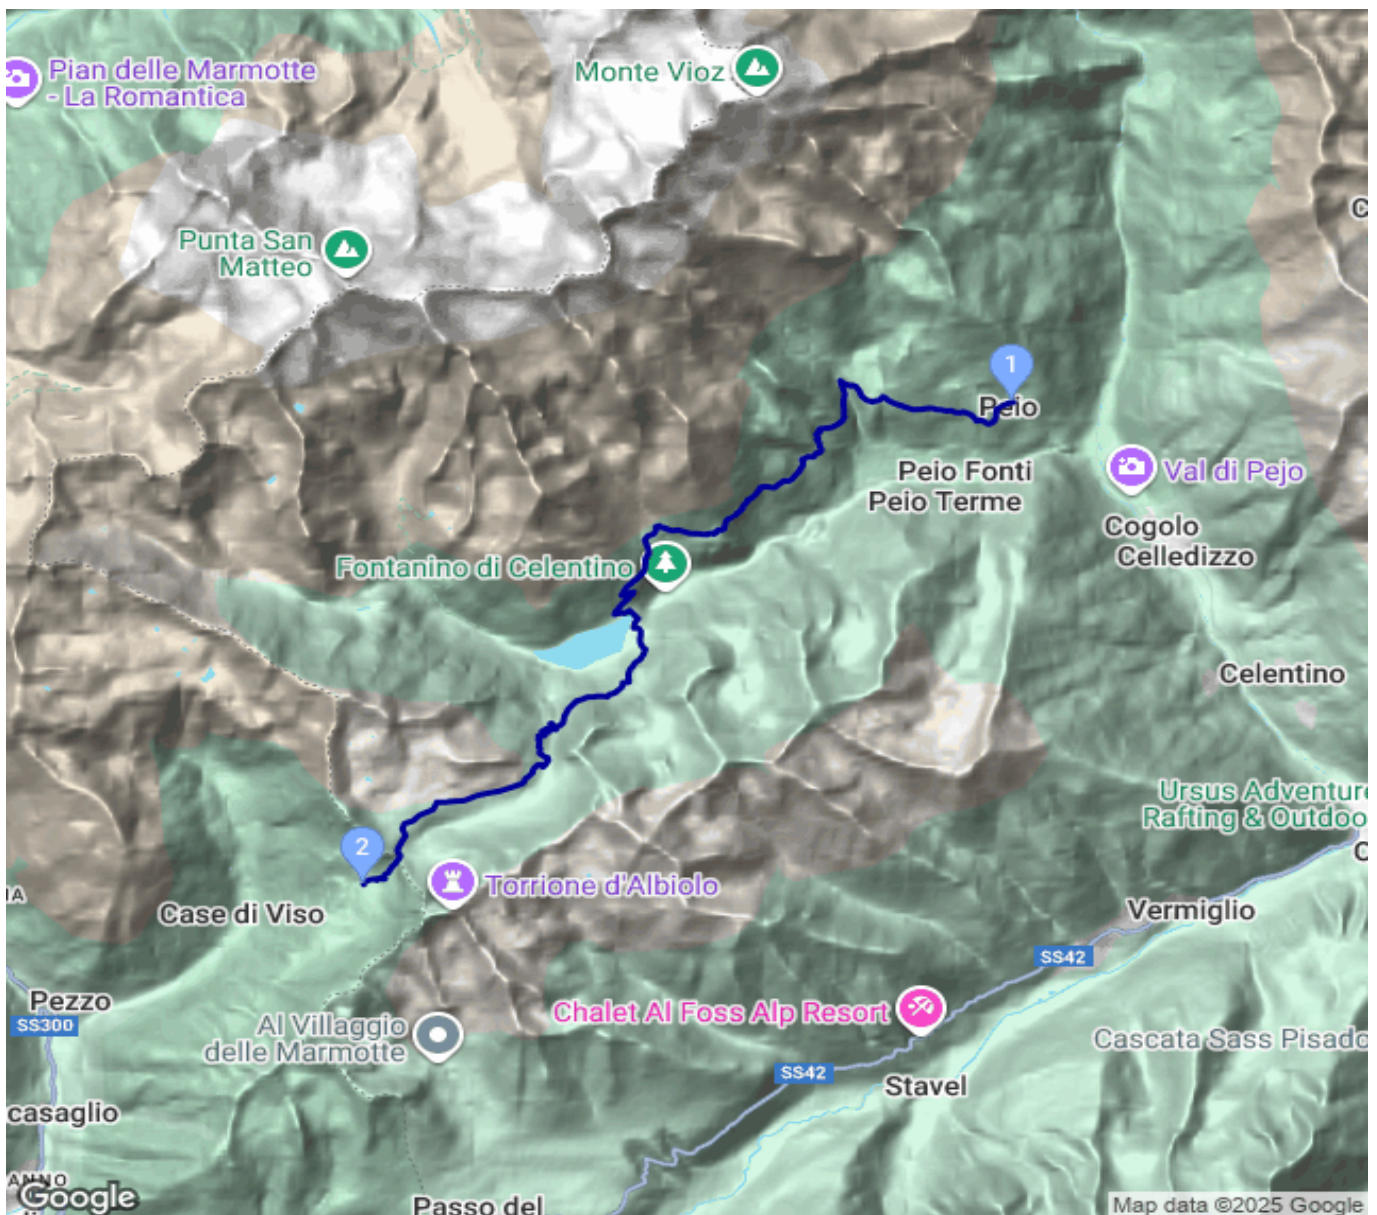 Pian delle Marmotte
- La Romantica
Monte Vioz
Punta San
Matteo
1
Peio
Peio Fonti
Peio Terme
Val di Pejo
Cogolo
Celledizzo
Fontanino di Celentino
Celentino
Ursus Adventure
Rafting & Outdoo
2
Torrione d'Albiolo
Case di Viso
Vermiglio
SS42
Pezzo
SS300
Chalet Al Foss Alp Resort
Al Villaggio
delle Marmotte
Cascata Sass Pisado
SS42
Stavel
casaglio
Passo del
Google
Map data ©2025 Google